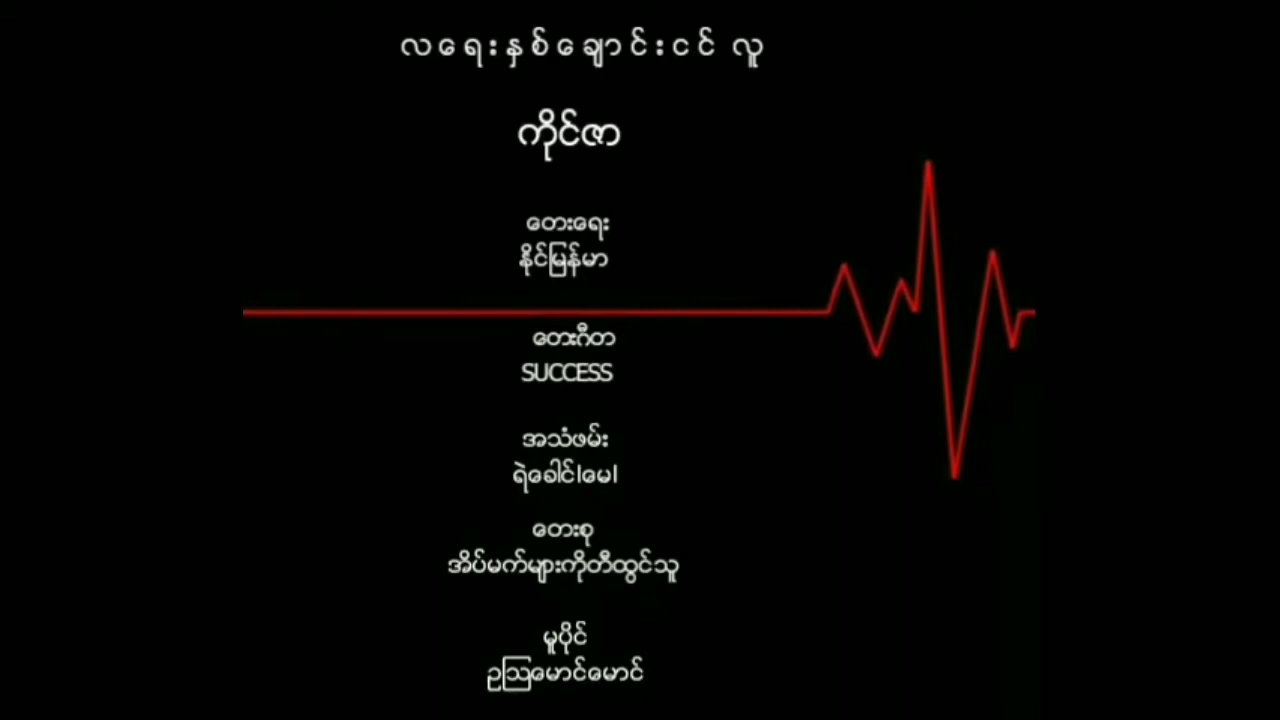 လရေးနှစ်ချောင်းငင် လူ
ကိုင်ဇာ
တေးရေး
နိုင်မြန်မာ
တေးဂီတ
SUCCESS
အသံဖမ်း
ရဲခေါင်၊မေ၊
တေးစု
အိပ်မက်များကိုတီထွင်သူ
မူပိုင်
ဥဩမောင်မောင်